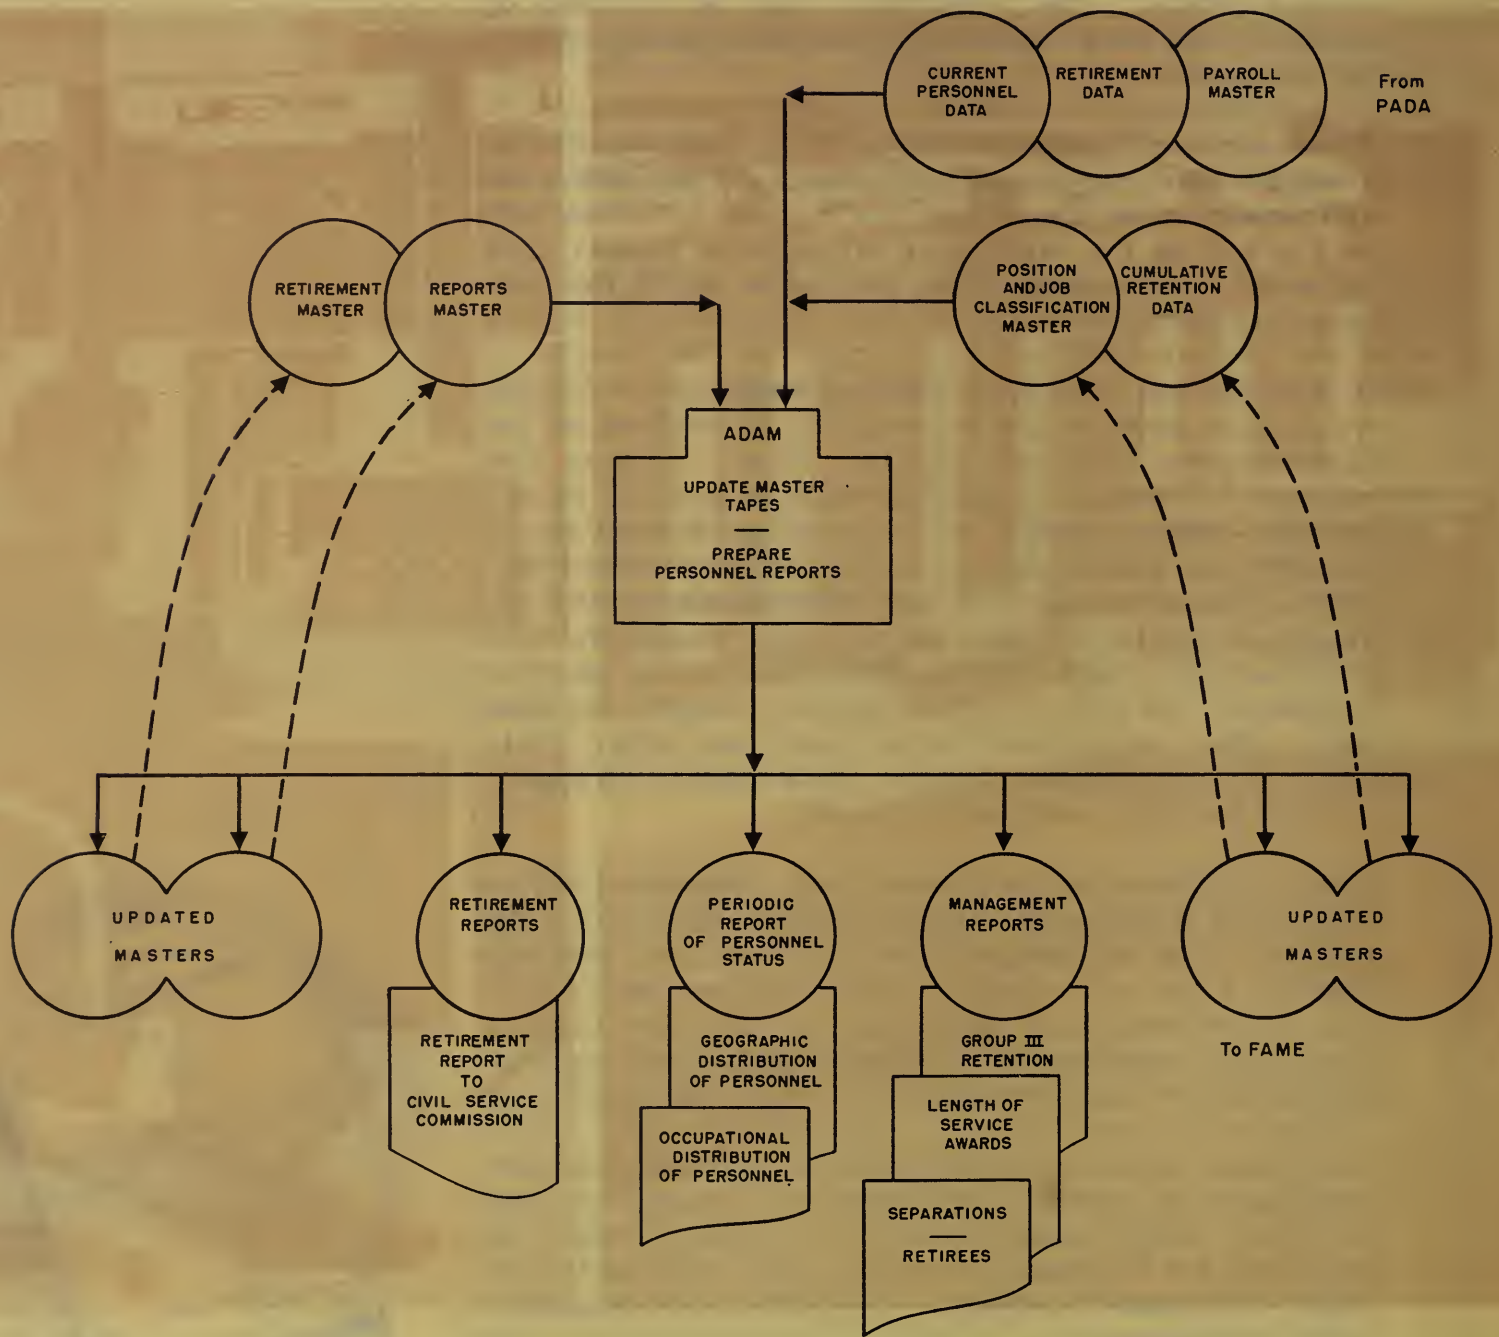 CURRENT
PERSONNEL
DATA
RETIREMENT
DATA
PAYROLL
MASTER
From
PADA
RETIREMENT
MASTER
REPORTS
MASTER
POSITION
AND JOB
CLASSIFICATION
MASTER
CUMULATIVE
RETENTION
DATA
ADAM
UPDATE MASTER
TAPES
PREPARE
PERSONNEL REPORTS
UPDATED
MASTERS
RETIREMENT
REPORTS
RETIREMENT
REPORT
TO
CIVIL SERVICE
COMMISSION
PERIODIC
REPORT
OF PERSONNEL
STATUS
GEOGRAPHIC
DISTRIBUTION
OF PERSONNEL
OCCUPATIONAL
DISTRIBUTION
OF PERSONNEL
MANAGEMENT
REPORTS
GROUP III
RETENTION
LENGTH OF
SERVICE
AWARDS
SEPARATIONS
RETIREES
UPDATED
MASTERS
To FAME